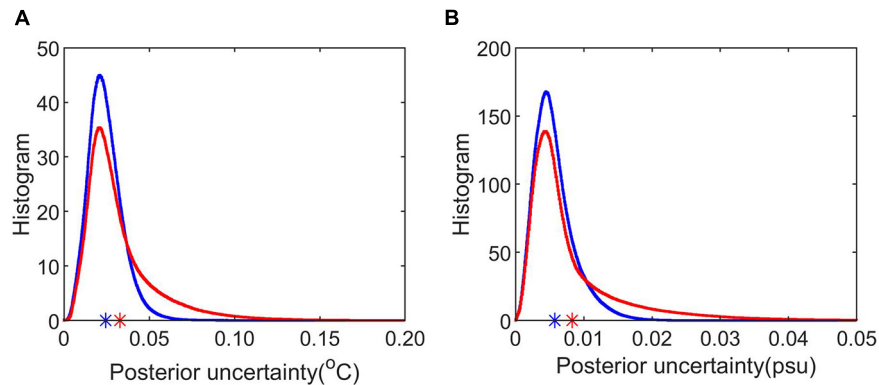 A
B
50
40
30
20
10
0
Histogram
0 0.05 0.10 0.15 0.20
Posterior uncertainty(°C)
200
150
100
50
0
Histogram
0 0.01 0.02 0.03 0.04 0.05
Posterior uncertainty(psu)